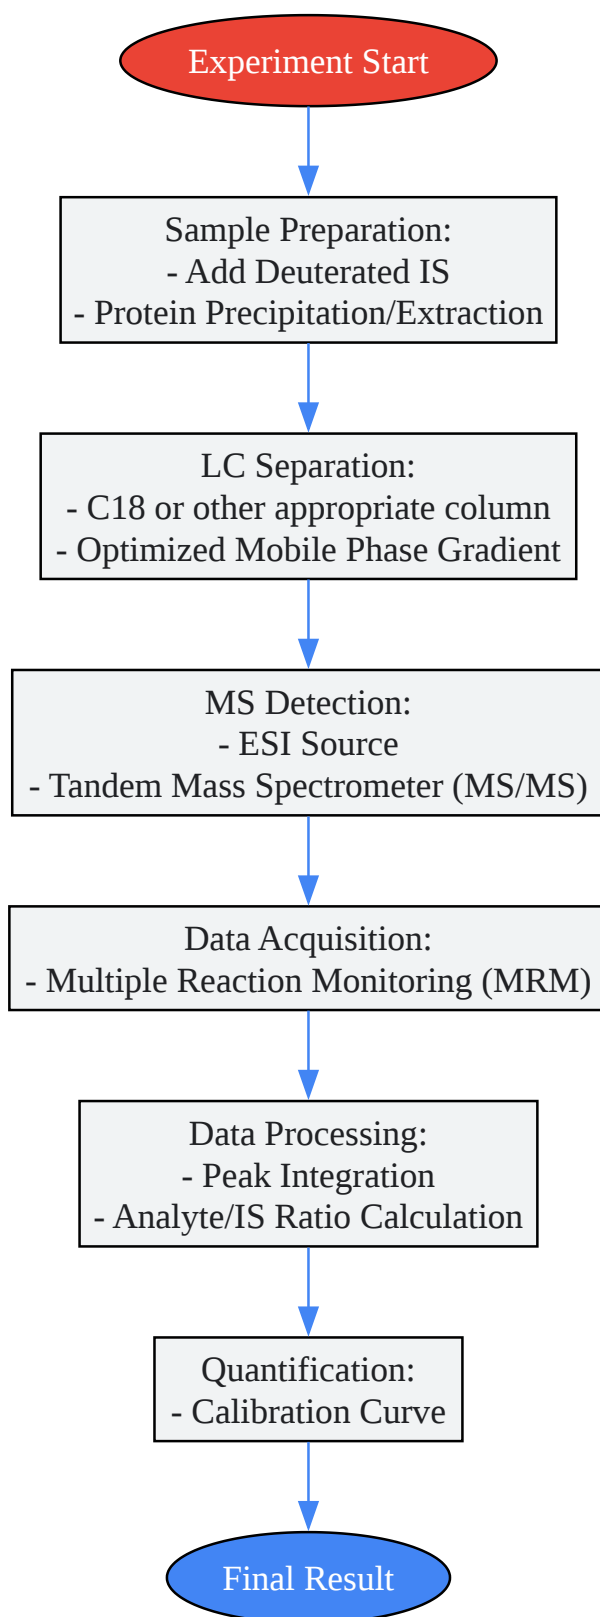 Experiment Start
Sample Preparation:
- Add Deuterated IS
- Protein Precipitation/Extraction
LC Separation:
- C18 or other appropriate column
- Optimized Mobile Phase Gradient
MS Detection:
- ESI Source
- Tandem Mass Spectrometer (MS/MS)
Data Acquisition:
- Multiple Reaction Monitoring (MRM)
Data Processing:
- Peak Integration
- Analyte/IS Ratio Calculation
Quantification:
- Calibration Curve
Final Result